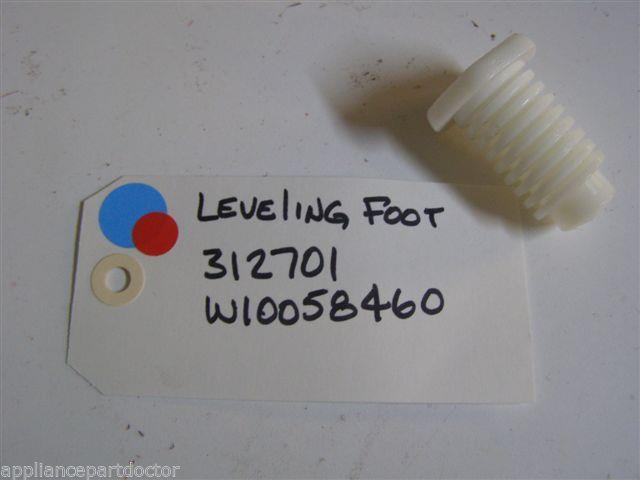 LEVELING FOOT
312701
W10058460
appliancepartdoctor